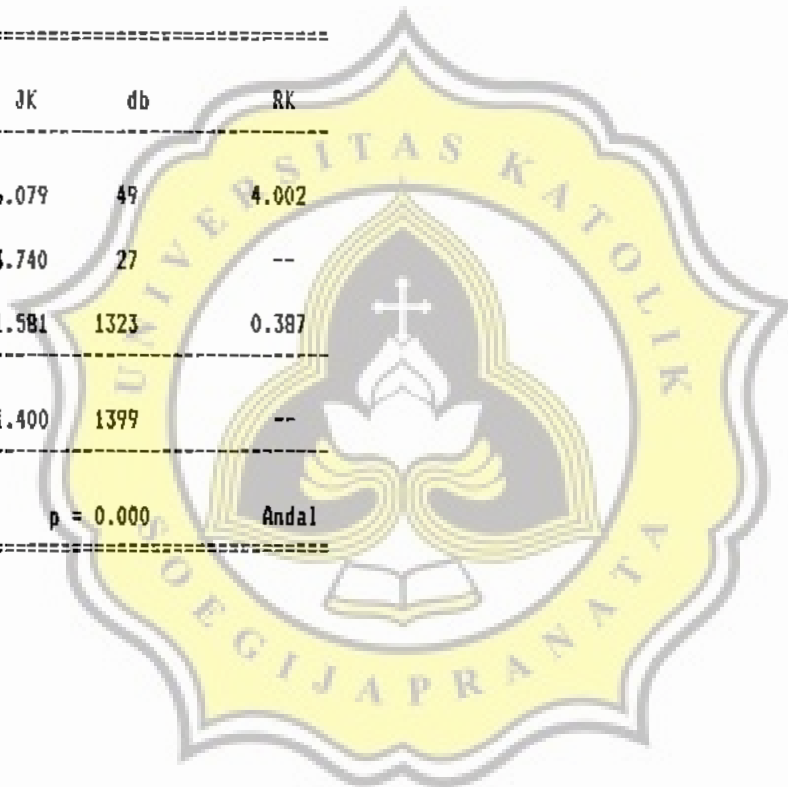 JK db RK
.079 49 4.002
.740 27 --
.581 1323 0.387
.400 1399 --
p = 0.000 Andal
UNIVERSITAS KATOLIK
SOEGIJAPRANATA